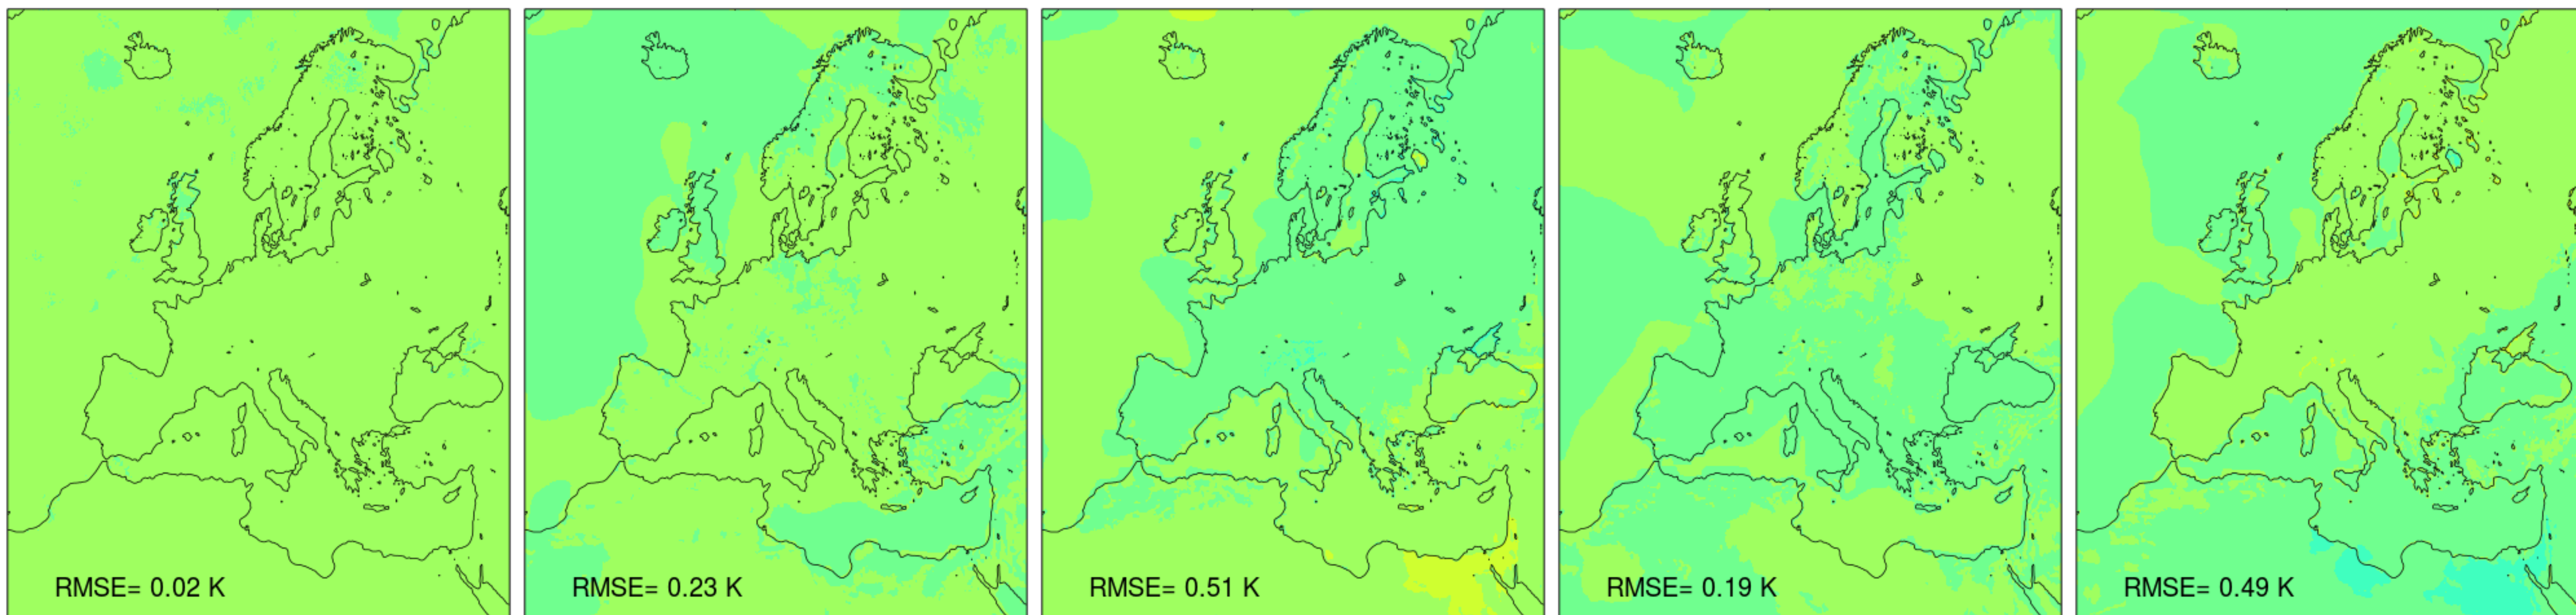 RMSE= 0.02 K
RMSE= 0.23 K
RMSE= 0.51 K
RMSE= 0.19 K
RMSE= 0.49 K